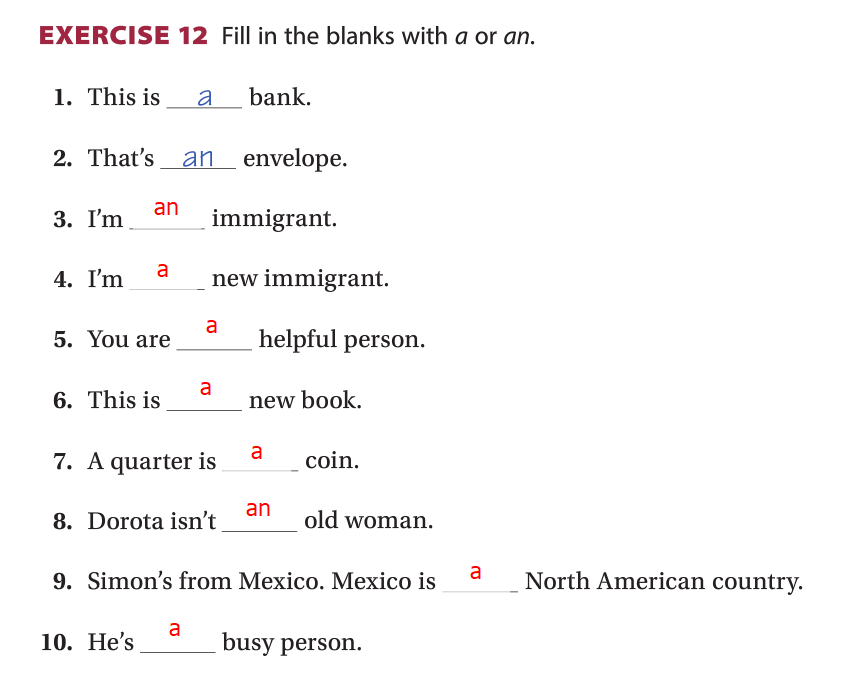 EXERCISE 12 Fill in the blanks with a or an.
1. This is a bank.
2. That’s an envelope.
3. I’m an immigrant.
4. I’m a new immigrant.
5. You are a helpful person.
6. This is a new book.
7. A quarter is a coin.
8. Dorota isn’t an old woman.
9. Simon’s from Mexico. Mexico is a North American country.
10. He’s a busy person.